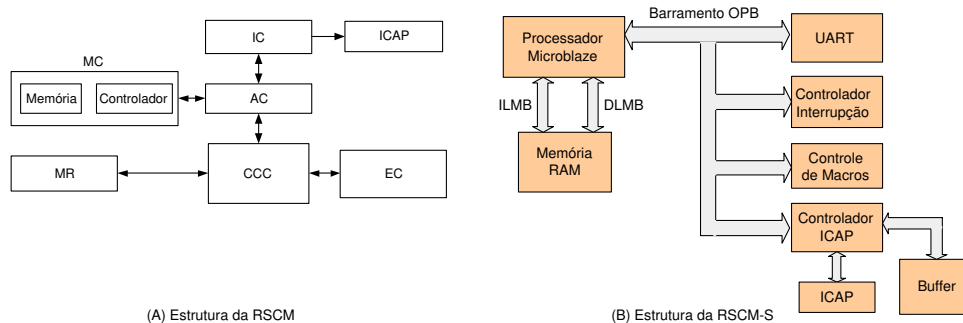 IC
ICAP
MC
Memória
Controlador
AC
MR
CCC
EC
(A) Estrutura da RSCM
Barramento OPB
Processador
Microblaze
UART
ILMB
DLMB
Controlador
Interrupção
Memória
RAM
Controle
de Macros
Controlador
ICAP
ICAP
Buffer
(B) Estrutura da RSCM-S